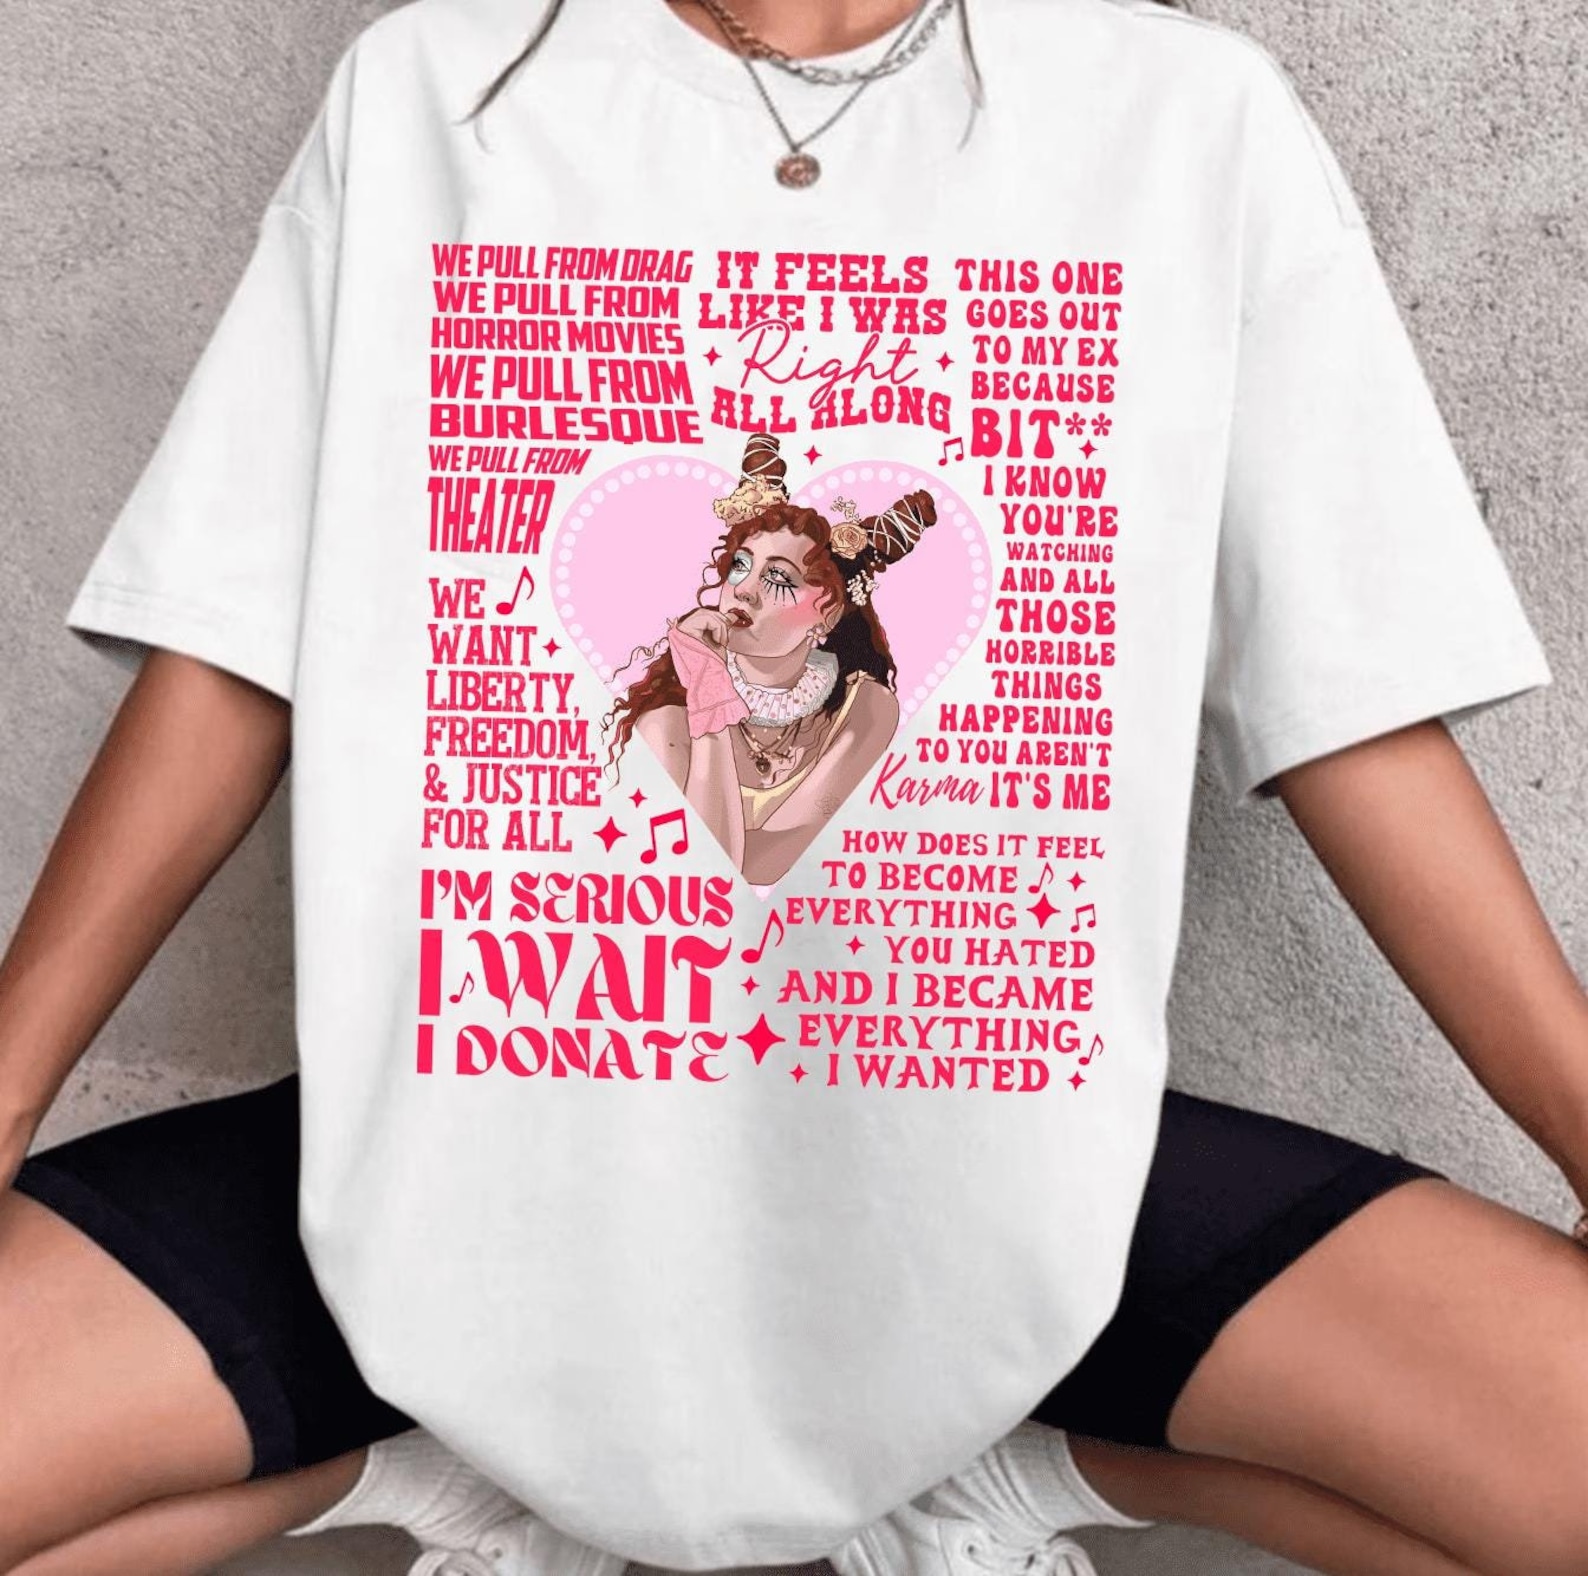 WE PULL FROM DRAG
WE PULL FROM
HORROR MOVIES
WE PULL FROM
BURLESQUE
WE PULL FROM
THEATER
WE
WANT
LIBERTY,
FREEDOM,
& JUSTICE
FOR ALL
I'M SERIOUS
I WAIT
I DONATE
IT FEELS
LIKE I WAS
Right
ALL ALONG
THIS ONE
GOES OUT
TO MY EX
BECAUSE
BIT**
I KNOW
YOU'RE
WATCHING
AND ALL
THOSE
HORRIBLE
THINGS
HAPPENING
TO YOU AREN'T
Karma IT'S ME
HOW DOES IT FEEL
TO BECOME
EVERYTHING
YOU HATED
AND I BECAME
EVERYTHING
I WANTED